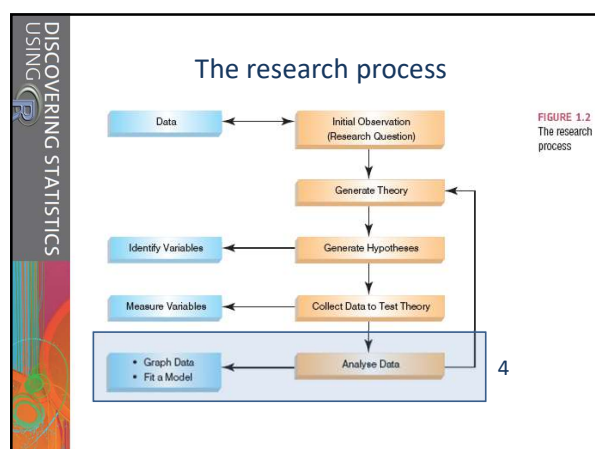 DISCOVERING STATISTICS
USING R
The research process
Data
Initial Observation
(Research Question)
FIGURE 1.2
The research
process
Generate Theory
Identify Variables
Generate Hypotheses
Measure Variables
Collect Data to Test Theory
• Graph Data
• Fit a Model
Analyse Data
4